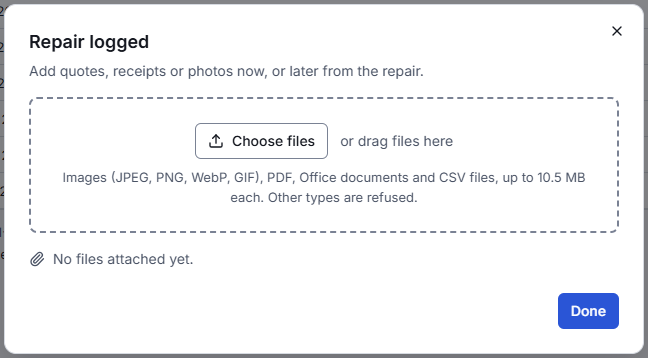 Repair logged
Add quotes, receipts or photos now, or later from the repair.
Choose files or drag files here
Images (JPEG, PNG, WebP, GIF), PDF, Office documents and CSV files, up to 10.5 MB
each. Other types are refused.
No files attached yet.
Done